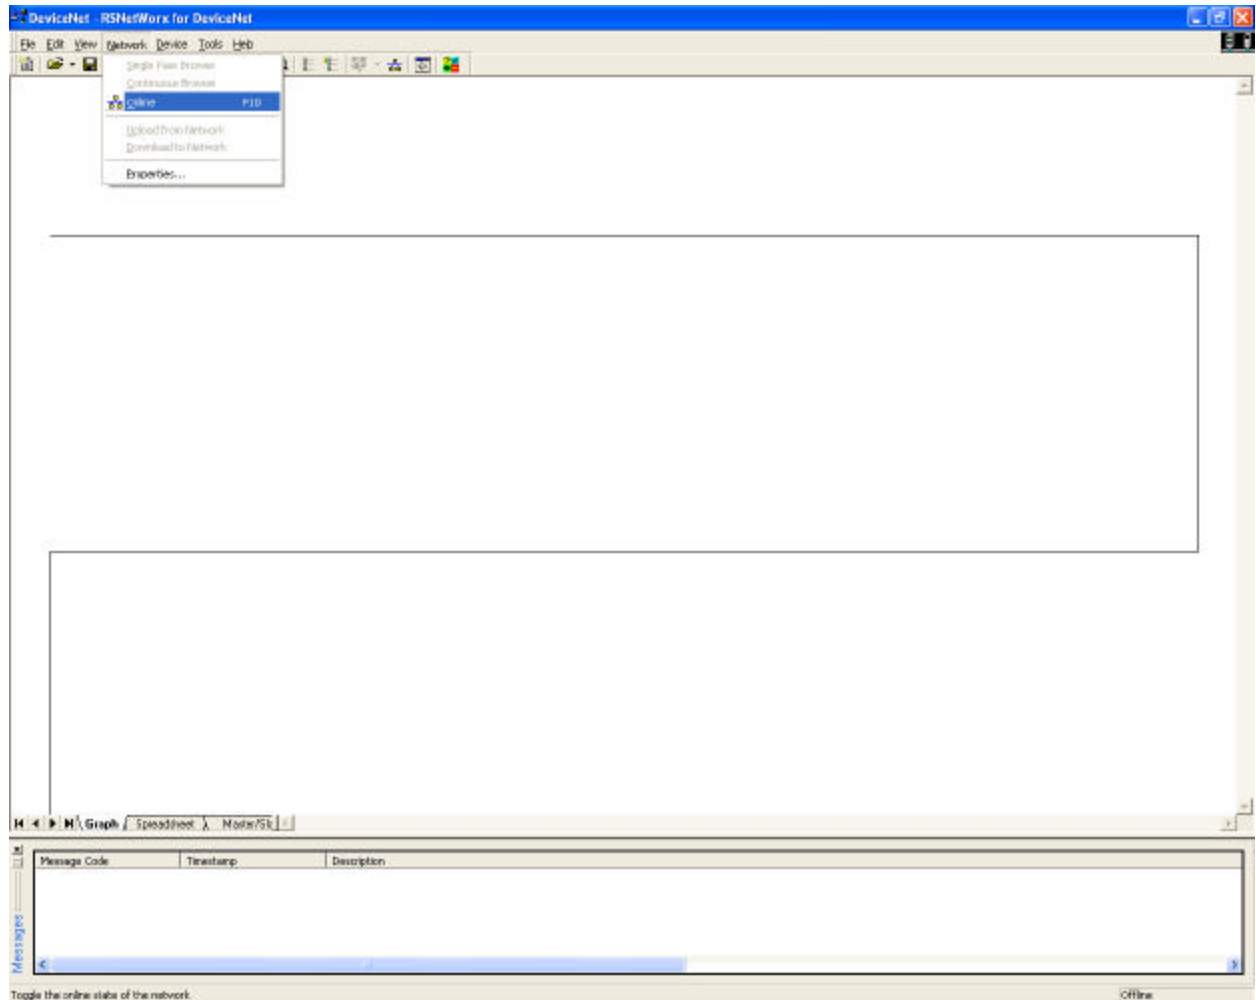 DeviceNet - RSNetWorx for DeviceNet
File Edit View Network Device Tools Help
Single Pass Browse
Continuous Browse
Online F10
Upload from Network
Download to Network
Properties...
Graph Spreadsheet Master/Sla
Message Code Timestamp Description
Messages
Toggle the online state of the network Offline